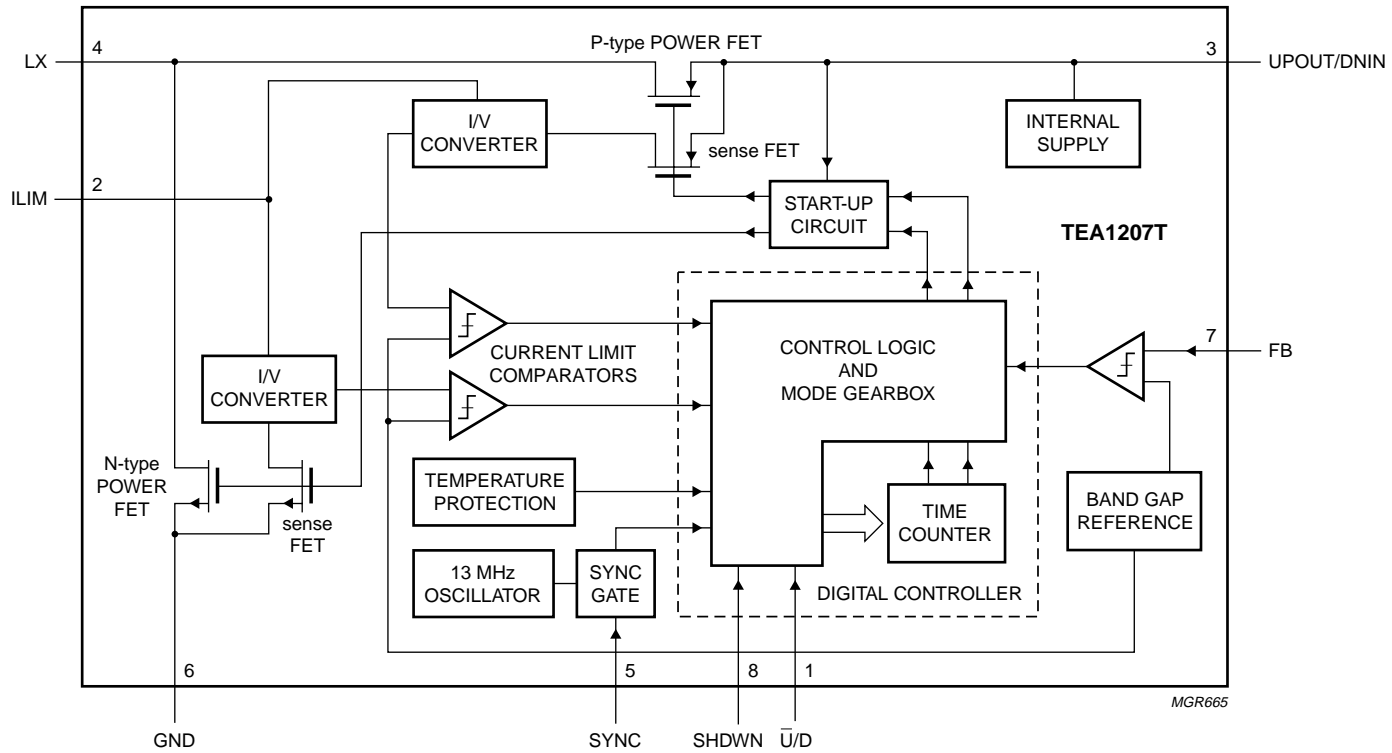 P-type POWER FET
4
3
LX
UPOUT/DNIN
I/V
CONVERTER
INTERNAL
SUPPLY
sense FET
2
ILIM
START-UP
CIRCUIT
TEA1207T
CURRENT LIMIT
COMPARATORS
CONTROL LOGIC
AND
MODE GEARBOX
7
FB
I/V
CONVERTER
N-type
POWER
FET
sense
FET
TEMPERATURE
PROTECTION
TIME
COUNTER
BAND GAP
REFERENCE
13 MHz
OSCILLATOR
SYNC
GATE
DIGITAL CONTROLLER
6
5
8
1
MGR665
GND
SYNC
SHDWN
U̅/D